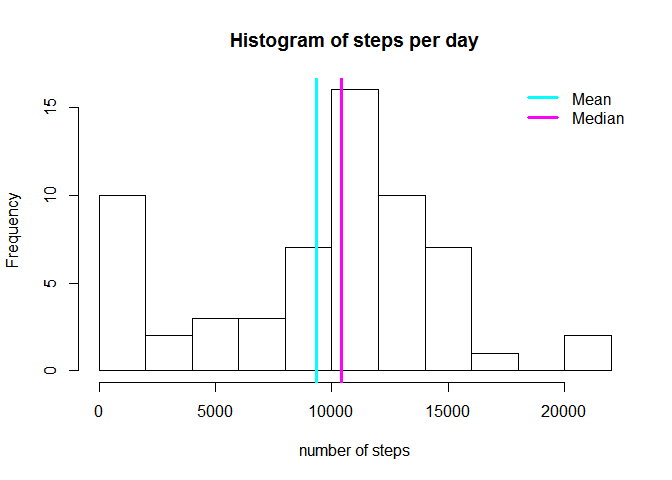 Histogram of steps per day
Mean
Median
Frequency
15
10
5
0
0 5000 10000 15000 20000
number of steps